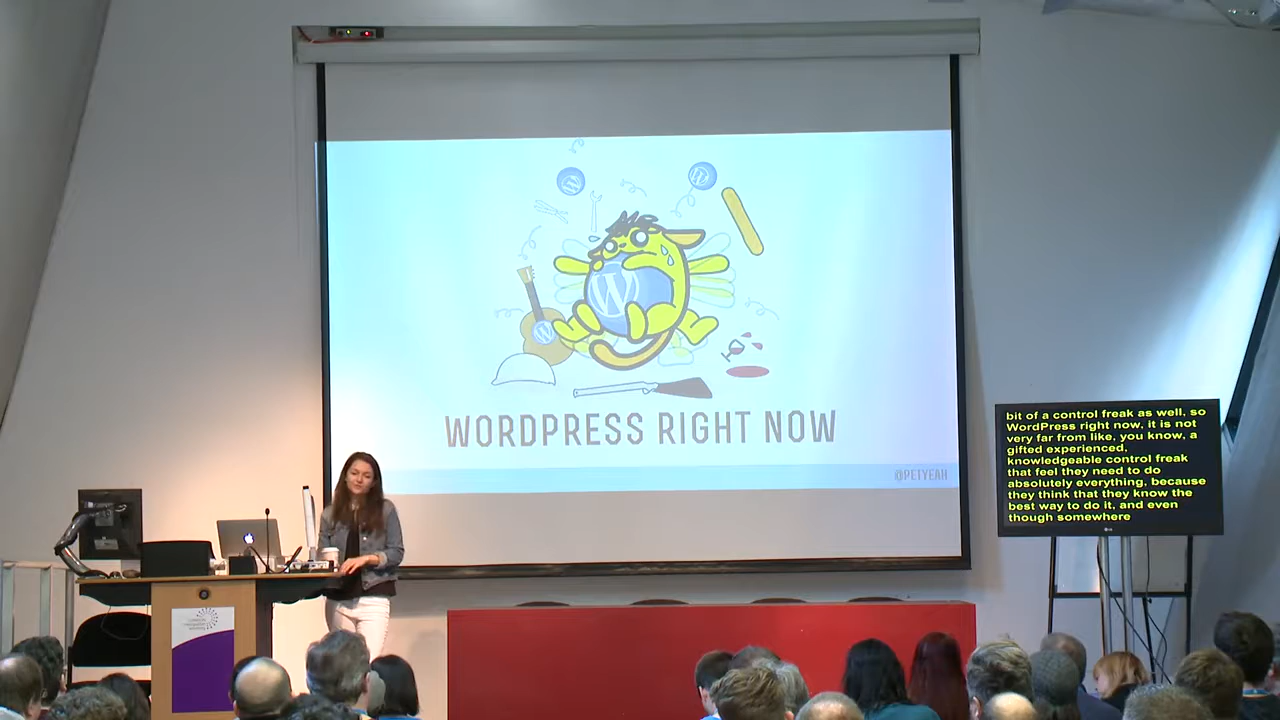 WORDPRESS RIGHT NOW
@PETYEAH
bit of a control freak as well, so
WordPress right now, it is not
very far from like, you know, a
gifted experienced,
knowledgeable control freak
that feel they need to do
absolutely everything, because
they think that they know the
best way to do it, and even
though somewhere